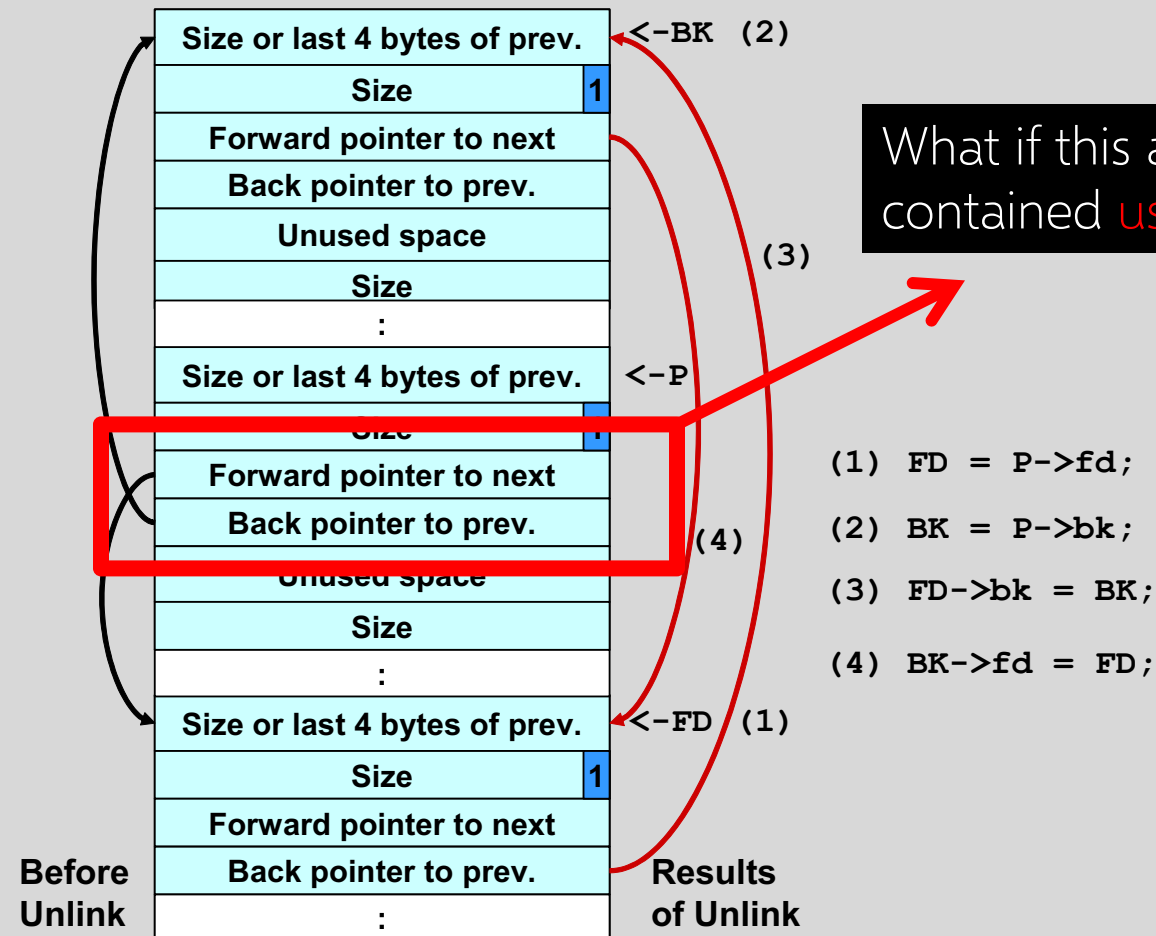 Size or last 4 bytes of prev.
<-BK (2)
Size 1
Forward pointer to next
Back pointer to prev.
Unused space
Size
:
What if this
contained
(3)
Size or last 4 bytes of prev.
<-P
Size 1
Forward pointer to next
Back pointer to prev.
(4)
Unused space
Size
:
(1) FD = P->fd;
(2) BK = P->bk;
(3) FD->bk = BK;
(4) BK->fd = FD;
Size or last 4 bytes of prev.
<-FD (1)
Size 1
Forward pointer to next
Back pointer to prev.
:
Before
Unlink
Results
of Unlink